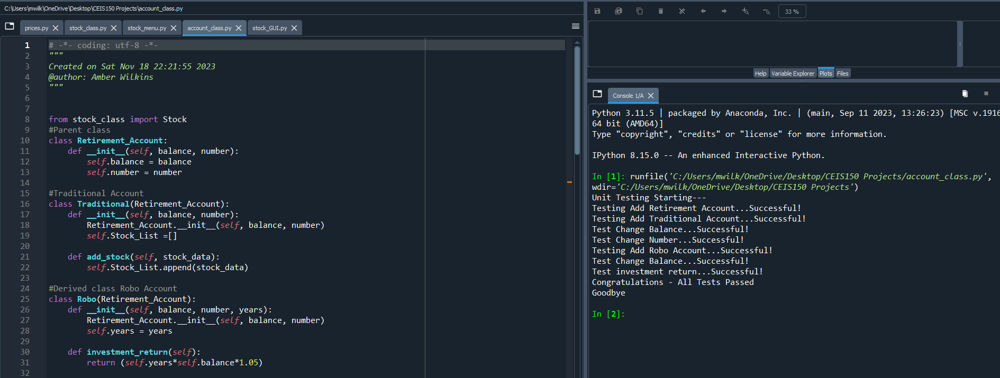 C:\Users\mwilk\OneDrive\Desktop\CEIS150 Projects\account_class.py
prices.py
stock_class.py
stock_menu.py
account_class.py
stock_GUI.py
1 # -*- coding: utf-8 -*-
2 """
3 Created on Sat Nov 18 22:21:55 2023
4 @author: Amber Wilkins
5 """
6
7
8 from stock_class import Stock
9 #Parent class
10 class Retirement_Account:
11     def __init__(self, balance, number):
12         self.balance = balance
13         self.number = number
14
15 #Traditional Account
16 class Traditional(Retirement_Account):
17     def __init__(self, balance, number):
18         Retirement_Account.__init__(self, balance, number)
19         self.Stock_List =[]
20
21     def add_stock(self, stock_data):
22         self.Stock_List.append(stock_data)
23
24 #Derived class Robo Account
25 class Robo(Retirement_Account):
26     def __init__(self, balance, number, years):
27         Retirement_Account.__init__(self, balance, number)
28         self.years = years
29
30     def investment_return(self):
31         return (self.years*self.balance*1.05)
32
33 %
Help
Variable Explorer
Plots
Files
Console 1/A
Python 3.11.5 | packaged by Anaconda, Inc. | (main, Sep 11 2023, 13:26:23) [MSC v.1916
64 bit (AMD64)]
Type "copyright", "credits" or "license" for more information.
IPython 8.15.0 -- An enhanced Interactive Python.
In [1]: runfile('C:/Users/mwilk/OneDrive/Desktop/CEIS150 Projects/account_class.py',
wdir='C:/Users/mwilk/OneDrive/Desktop/CEIS150 Projects')
Unit Testing Starting---
Testing Add Retirement Account...Successful!
Testing Add Traditional Account...Successful!
Test Change Balance...Successful!
Test Change Number...Successful!
Testing Add Robo Account...Successful!
Test Change Balance...Successful!
Test investment return...Successful!
Congratulations - All Tests Passed
Goodbye
In [2]: